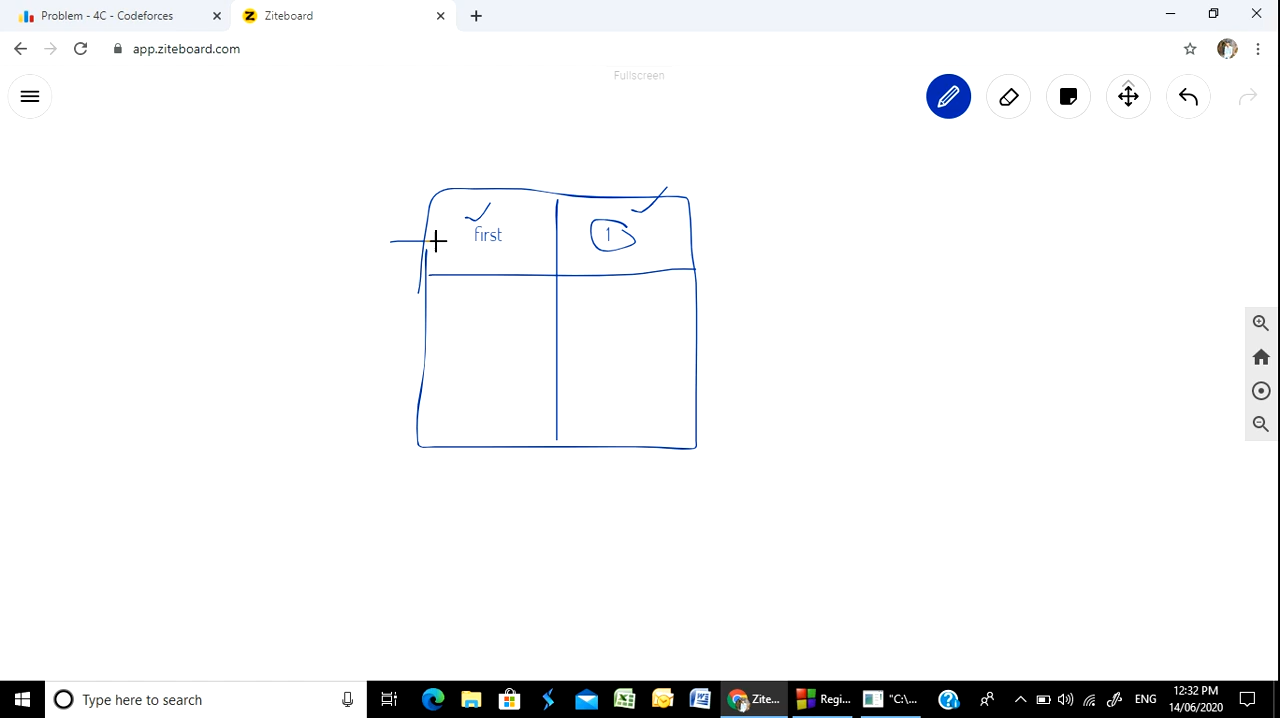 Problem - 4C - Codeforces
Ziteboard
app.ziteboard.com
Fullscreen
first
1
Type here to search
Zite...
Regi...
"C:\...
ENG
12:32 PM
14/06/2020